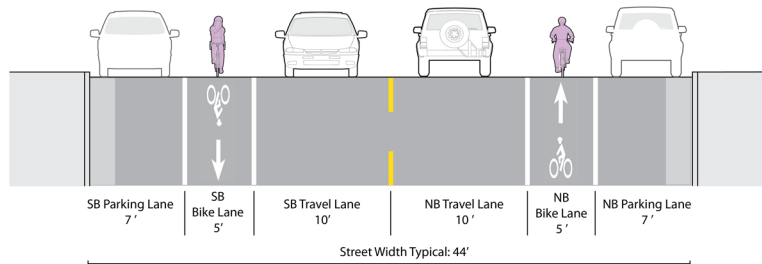 SB Parking Lane
7 ′
SB
Bike Lane
5′
SB Travel Lane
10′
NB Travel Lane
10 ′
NB
Bike Lane
5 ′
NB Parking Lane
7 ′
Street Width Typical: 44′